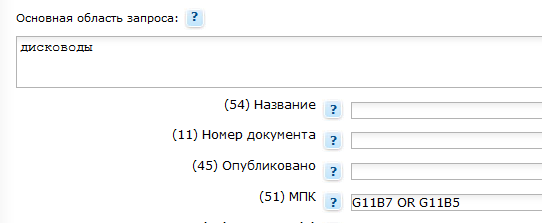 Основная область запроса: ?
дисководы
(54) Название ?
(11) Номер документа ?
(45) Опубликовано ?
(51) МПК ? G11B7 OR G11B5